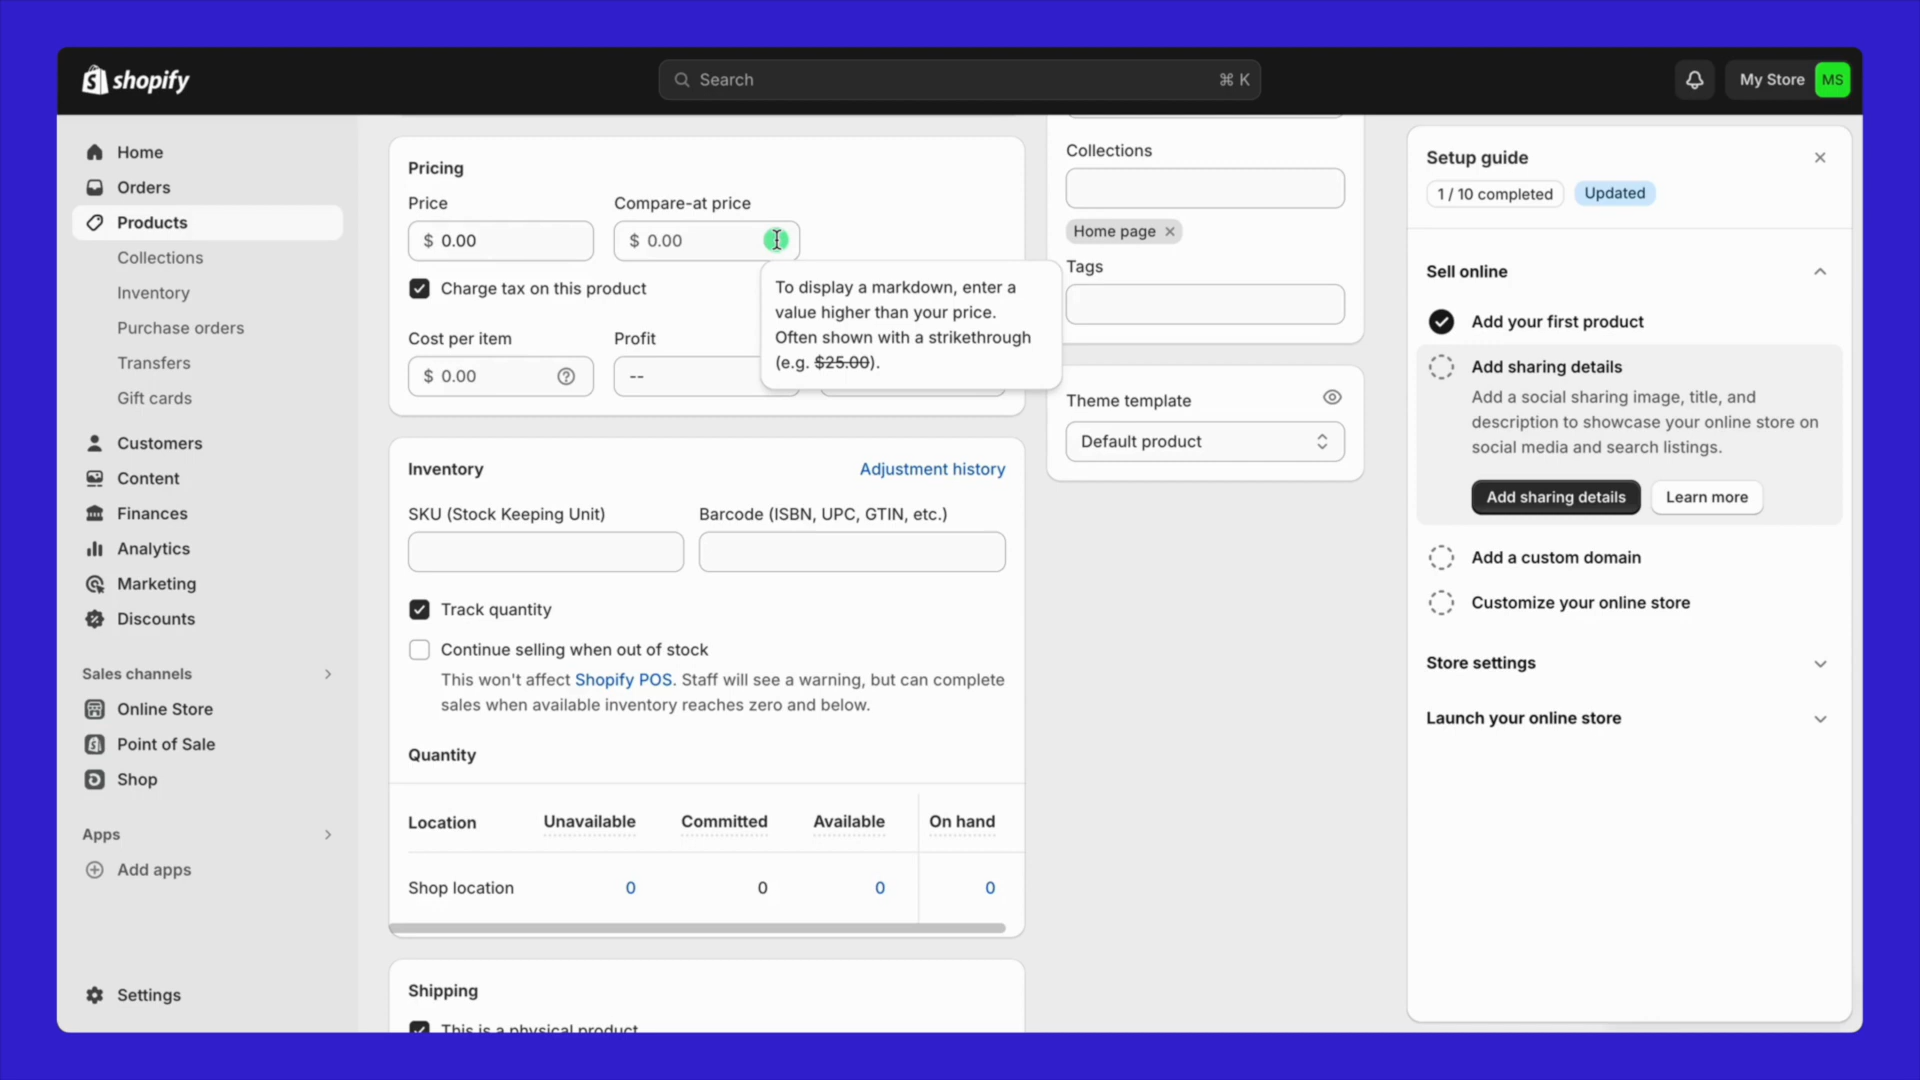 shopify
Search
⌘ K
My Store
MS
Home
Orders
Products
Collections
Inventory
Purchase orders
Transfers
Gift cards
Customers
Content
Finances
Analytics
Marketing
Discounts
Sales channels
Online Store
Point of Sale
Shop
Apps
Add apps
Settings
Pricing
Price
Compare-at price
$ 0.00
$ 0.00
To display a markdown, enter a
value higher than your price.
Often shown with a strikethrough
(e.g. $25.00).
Charge tax on this product
Cost per item
Profit
$ 0.00
--
Inventory
Adjustment history
SKU (Stock Keeping Unit)
Barcode (ISBN, UPC, GTIN, etc.)
Track quantity
Continue selling when out of stock
This won't affect Shopify POS. Staff will see a warning, but can complete
sales when available inventory reaches zero and below.
Quantity
Location
Unavailable
Committed
Available
On hand
Shop location
0
0
0
0
Shipping
This is a physical product
Collections
Home page
Tags
Theme template
Default product
Setup guide
1 / 10 completed
Updated
Sell online
Add your first product
Add sharing details
Add a social sharing image, title, and
description to showcase your online store on
social media and search listings.
Add sharing details
Learn more
Add a custom domain
Customize your online store
Store settings
Launch your online store